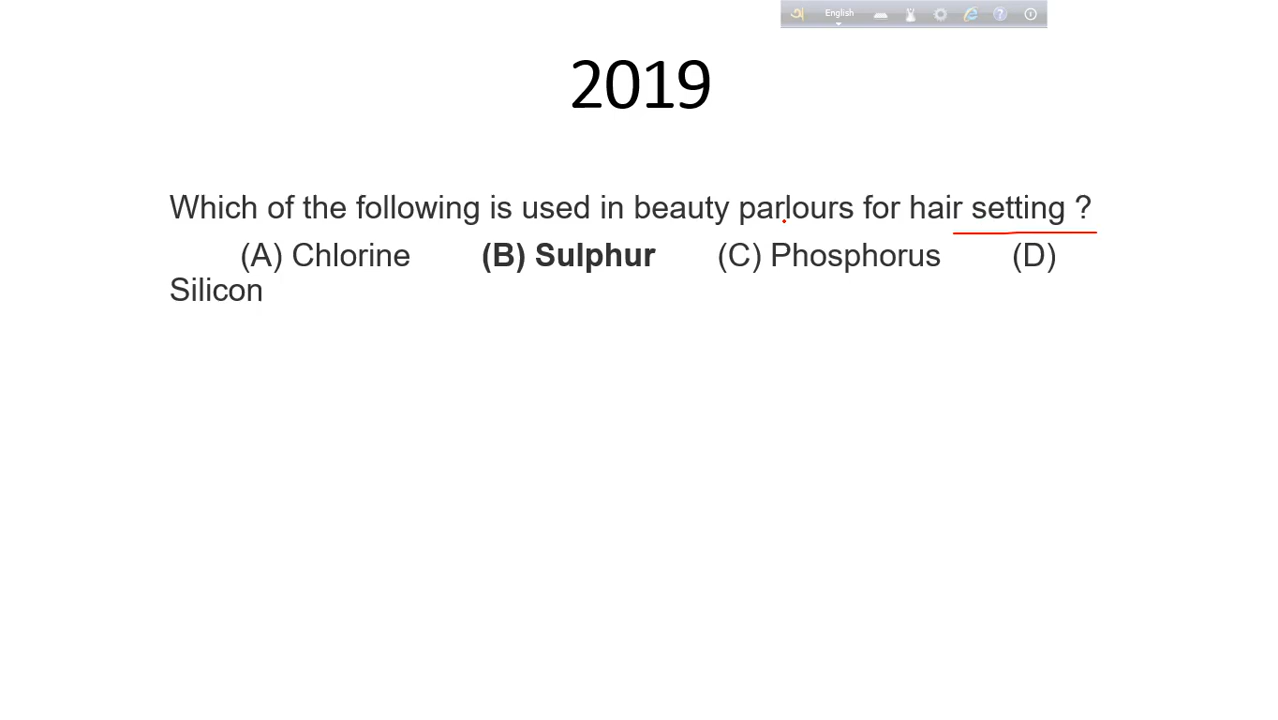 English
2019
Which of the following is used in beauty parlours for hair setting ?
(A) Chlorine (B) Sulphur (C) Phosphorus (D)
Silicon